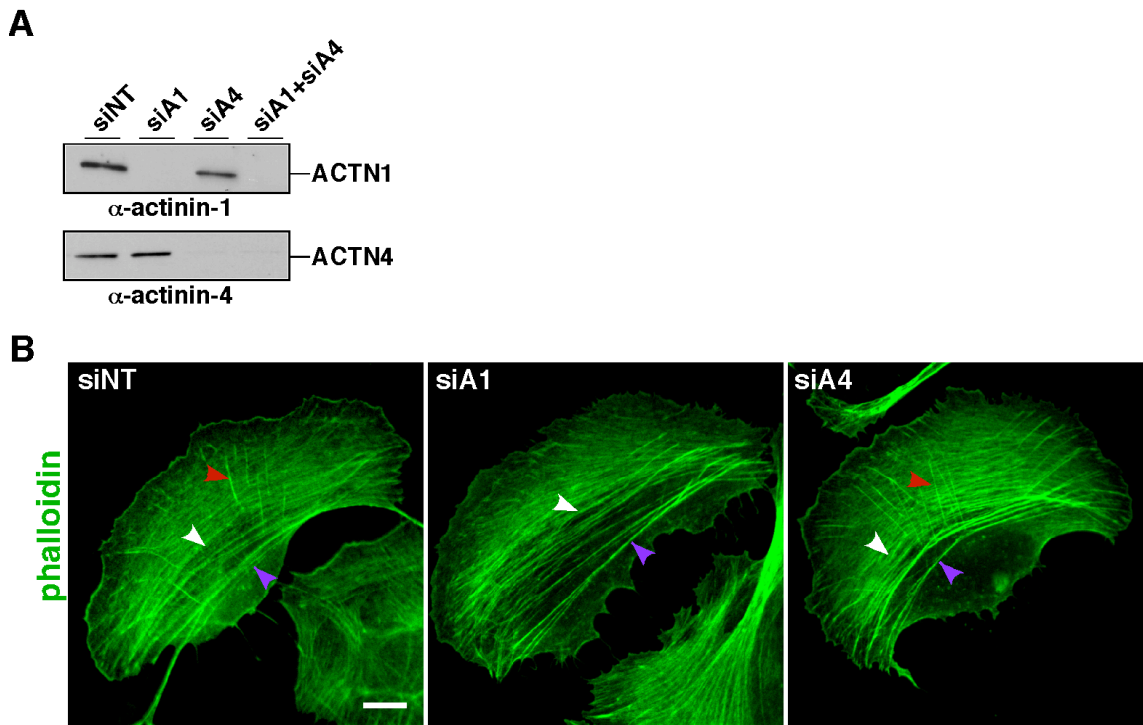 A
siNT siA1 siA4 siA1+siA4
ACTN1
α-actinin-1
ACTN4
α-actinin-4
B
siNT siA1 siA4
phalloidin